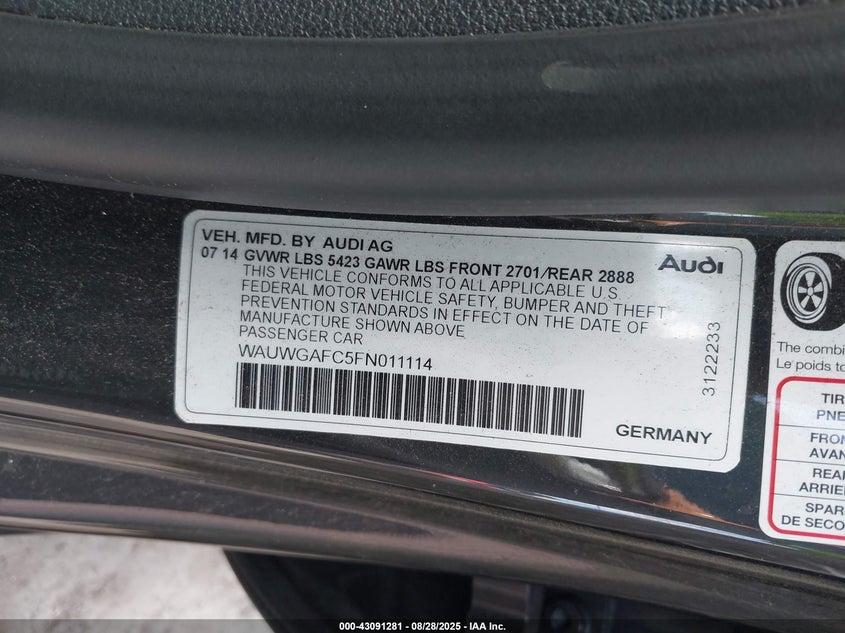 VEH. MFD. BY AUDI AG
07 14 GVWR LBS 5423 GAWR LBS FRONT 2701/REAR 2888
THIS VEHICLE CONFORMS TO ALL APPLICABLE U.S.
FEDERAL MOTOR VEHICLE SAFETY, BUMPER AND THEFT
PREVENTION STANDARDS IN EFFECT ON THE DATE OF
MANUFACTURE SHOWN ABOVE
PASSENGER CAR
WAUWGAFC5FN011114
GERMANY
Audi
3122233
The combi
Le poids to
TIR
PNE
FRON
AVAN
REAR
ARRIE
SPAR
DE SECO
000-43091281 | 08/28/2025 - IAA Inc.